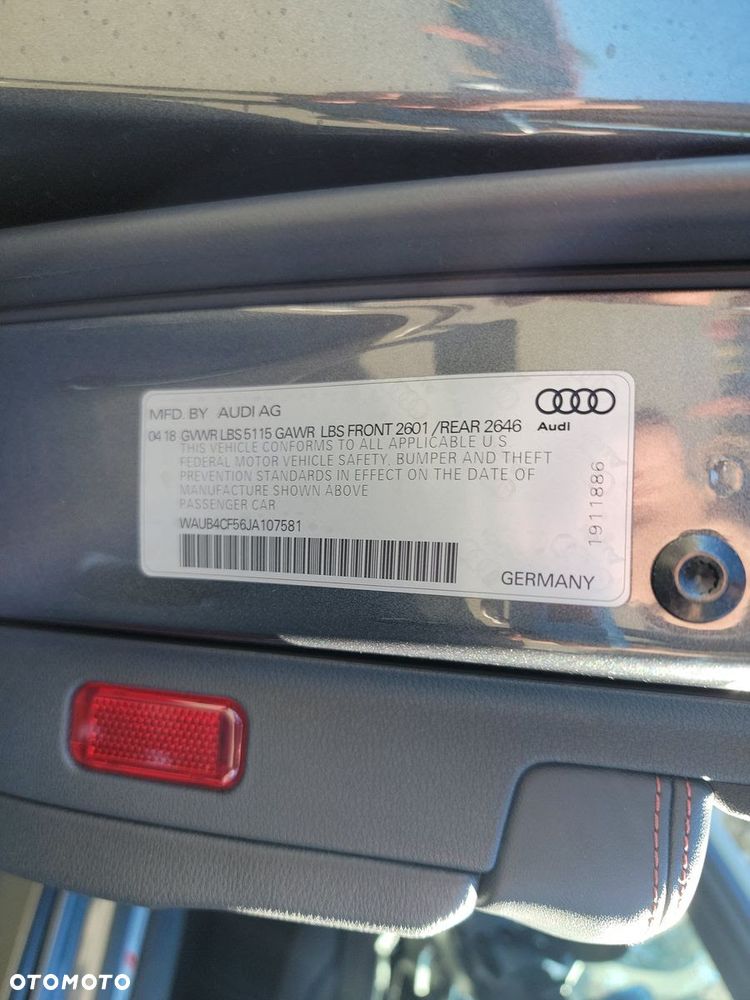 MFD. BY AUDI AG
Audi
04 18 GVWR LBS 5115 GAWR LBS FRONT 2601 /REAR 2646
THIS VEHICLE CONFORMS TO ALL APPLICABLE U S
FEDERAL MOTOR VEHICLE SAFETY, BUMPER AND THEFT
PREVENTION STANDARDS IN EFFECT ON THE DATE OF
MANUFACTURE SHOWN ABOVE
PASSENGER CAR
WAUB4CF56JA107581
1911886
GERMANY
OTOMOTO